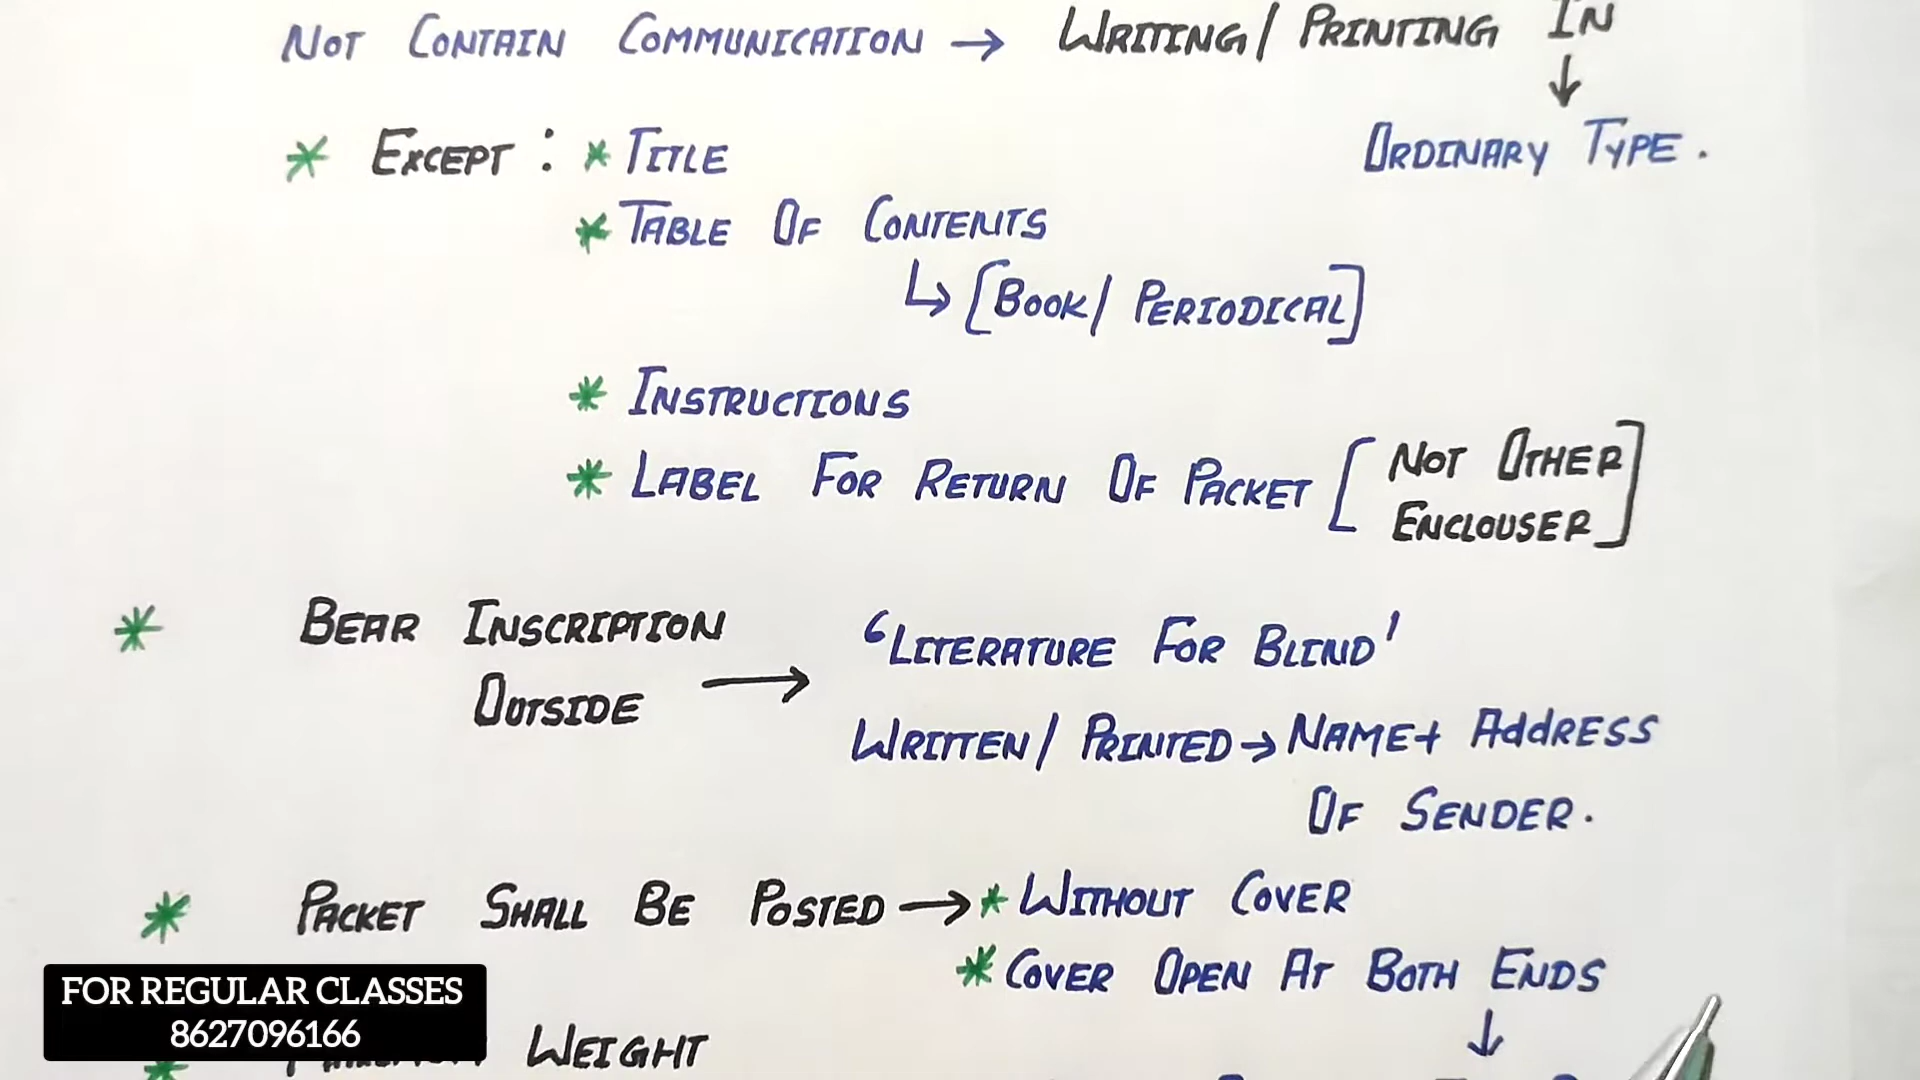 NOT CONTAIN COMMUNICATION → WRITING/ PRINTING IN
↓
ORDINARY TYPE.
* EXCEPT : * TITLE
* TABLE OF CONTENTS
↳ [BOOK/ PERIODICAL]
* INSTRUCTIONS
* LABEL FOR RETURN OF PACKET [NOT OTHER
ENCLOUSER]
* BEAR INSCRIPTION
OUTSIDE →
'LITERATURE FOR BLIND'
WRITTEN/ PRINTED → NAME+ ADDRESS
OF SENDER.
* PACKET SHALL BE POSTED → * WITHOUT COVER
* COVER OPEN AT BOTH ENDS
↓
WEIGHT
FOR REGULAR CLASSES
8627096166